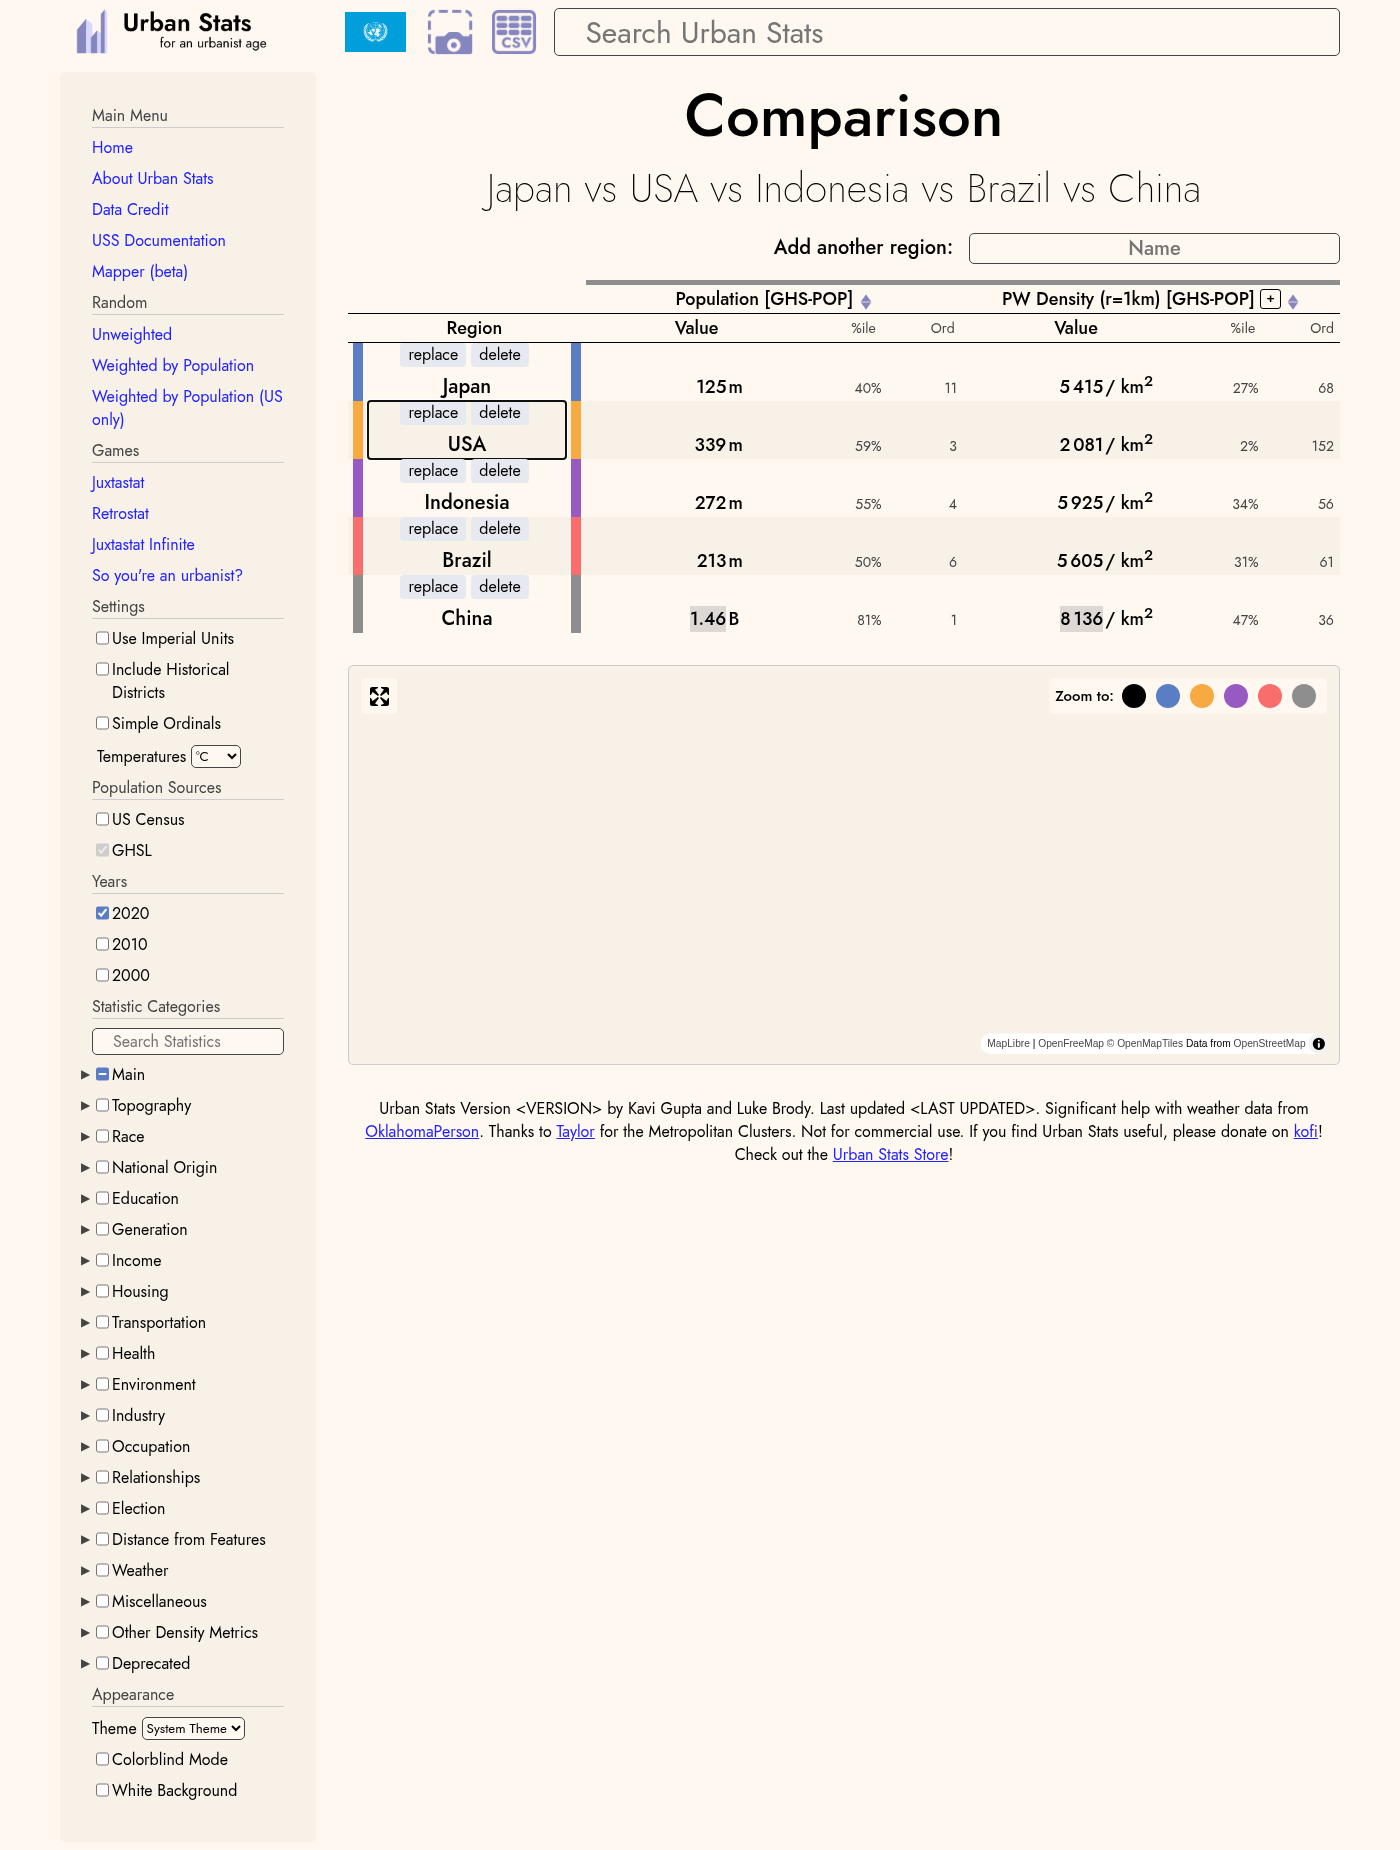 Urban Stats
for an urbanist age
CSV
Search Urban Stats
Main Menu
Home
About Urban Stats
Data Credit
USS Documentation
Mapper (beta)
Random
Unweighted
Weighted by Population
Weighted by Population (US
only)
Games
Juxtastat
Retrostat
Juxtastat Infinite
So you're an urbanist?
Settings
Use Imperial Units
Include Historical
Districts
Simple Ordinals
Temperatures °C
Population Sources
US Census
GHSL
Years
2020
2010
2000
Statistic Categories
Search Statistics
Main
Topography
Race
National Origin
Education
Generation
Income
Housing
Transportation
Health
Environment
Industry
Occupation
Relationships
Election
Distance from Features
Weather
Miscellaneous
Other Density Metrics
Deprecated
Appearance
Theme System Theme
Colorblind Mode
White Background
Comparison
Japan vs USA vs Indonesia vs Brazil vs China
Add another region: Name
Population [GHS-POP] PW Density (r=1km) [GHS-POP] +
Region Value %ile Ord Value %ile Ord
replace delete
Japan 125 m 40% 11 5 415 / km² 27% 68
replace delete
USA 339 m 59% 3 2 081 / km² 2% 152
replace delete
Indonesia 272 m 55% 4 5 925 / km² 34% 56
replace delete
Brazil 213 m 50% 6 5 605 / km² 31% 61
replace delete
China 1.46 B 81% 1 8 136 / km² 47% 36
Zoom to:
MapLibre | OpenFreeMap © OpenMapTiles Data from OpenStreetMap
Urban Stats Version <VERSION> by Kavi Gupta and Luke Brody. Last updated <LAST UPDATED>. Significant help with weather data from
OklahomaPerson. Thanks to Taylor for the Metropolitan Clusters. Not for commercial use. If you find Urban Stats useful, please donate on kofi!
Check out the Urban Stats Store!